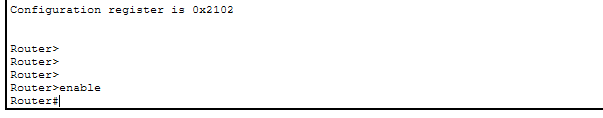 Configuration register is 0x2102
Router>
Router>
Router>
Router>enable
Router#